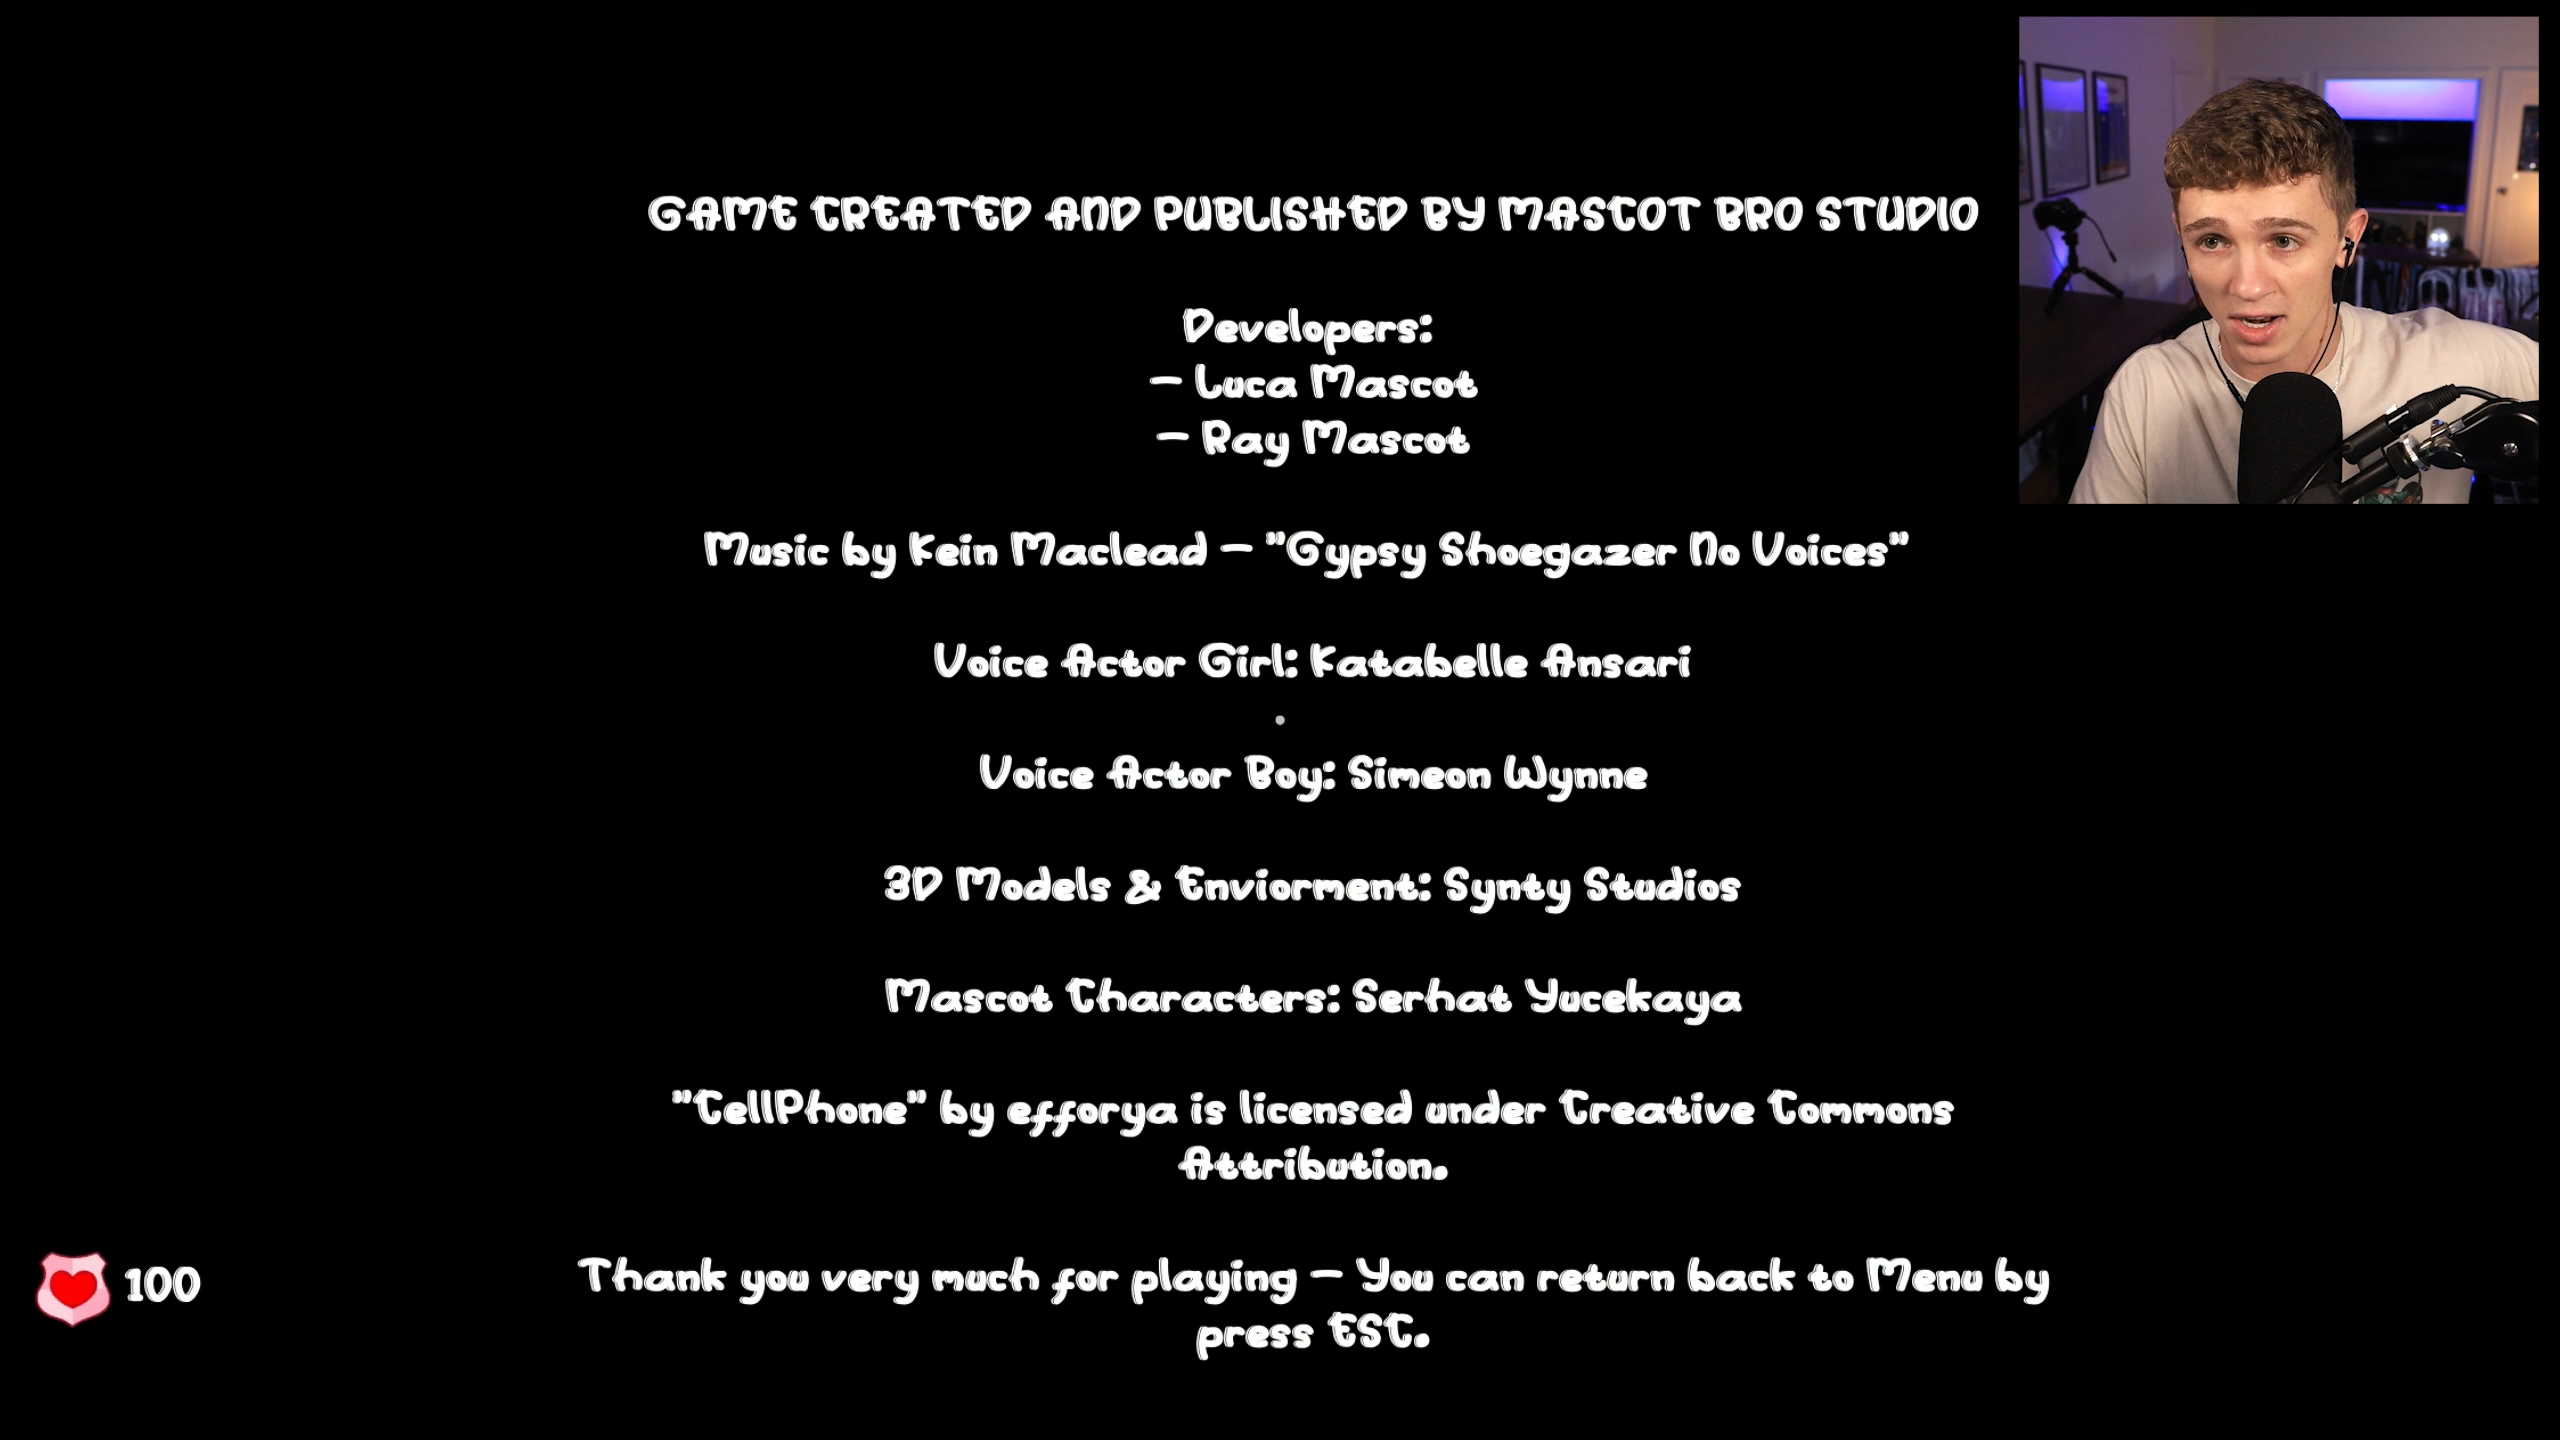 GAME CREATED AND PUBLISHED BY MASCOT BRO STUDIO
Developers:
- Luca Mascot
- Ray Mascot
Music by Kein Maclead - "Gypsy Shoegazer No Voices"
Voice Actor Girl: Katabelle Ansari
Voice Actor Boy: Simeon Wynne
3D Models & Enviorment: Synty Studios
Mascot Characters: Serhat Yucekaya
"CellPhone" by efforya is licensed under Creative Commons
Attribution.
Thank you very much for playing - You can return back to Menu by
press ESC.
100